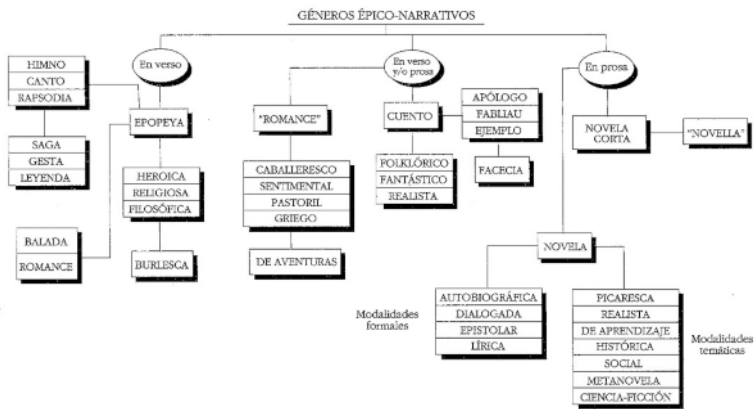 GÉNEROS ÉPICO-NARRATIVOS
En verso
En verso
y/o prosa
En prosa
HIMNO
CANTO
RAPSODIA
SAGA
GESTA
LEYENDA
BALADA
ROMANCE
EPOPEYA
HEROICA
RELIGIOSA
FILOSÓFICA
BURLESCA
"ROMANCE"
CABALLERESCO
SENTIMENTAL
PASTORIL
GRIEGO
DE AVENTURAS
CUENTO
FOLKLÓRICO
FANTÁSTICO
REALISTA
APÓLOGO
FABLIAU
EJEMPLO
FACECIA
NOVELA
CORTA
"NOVELLA"
NOVELA
Modalidades
formales
AUTOBIOGRÁFICA
DIALOGADA
EPISTOLAR
LÍRICA
PICARESCA
REALISTA
DE APRENDIZAJE
HISTÓRICA
SOCIAL
METANOVELA
CIENCIA-FICCIÓN
Modalidades
temáticas